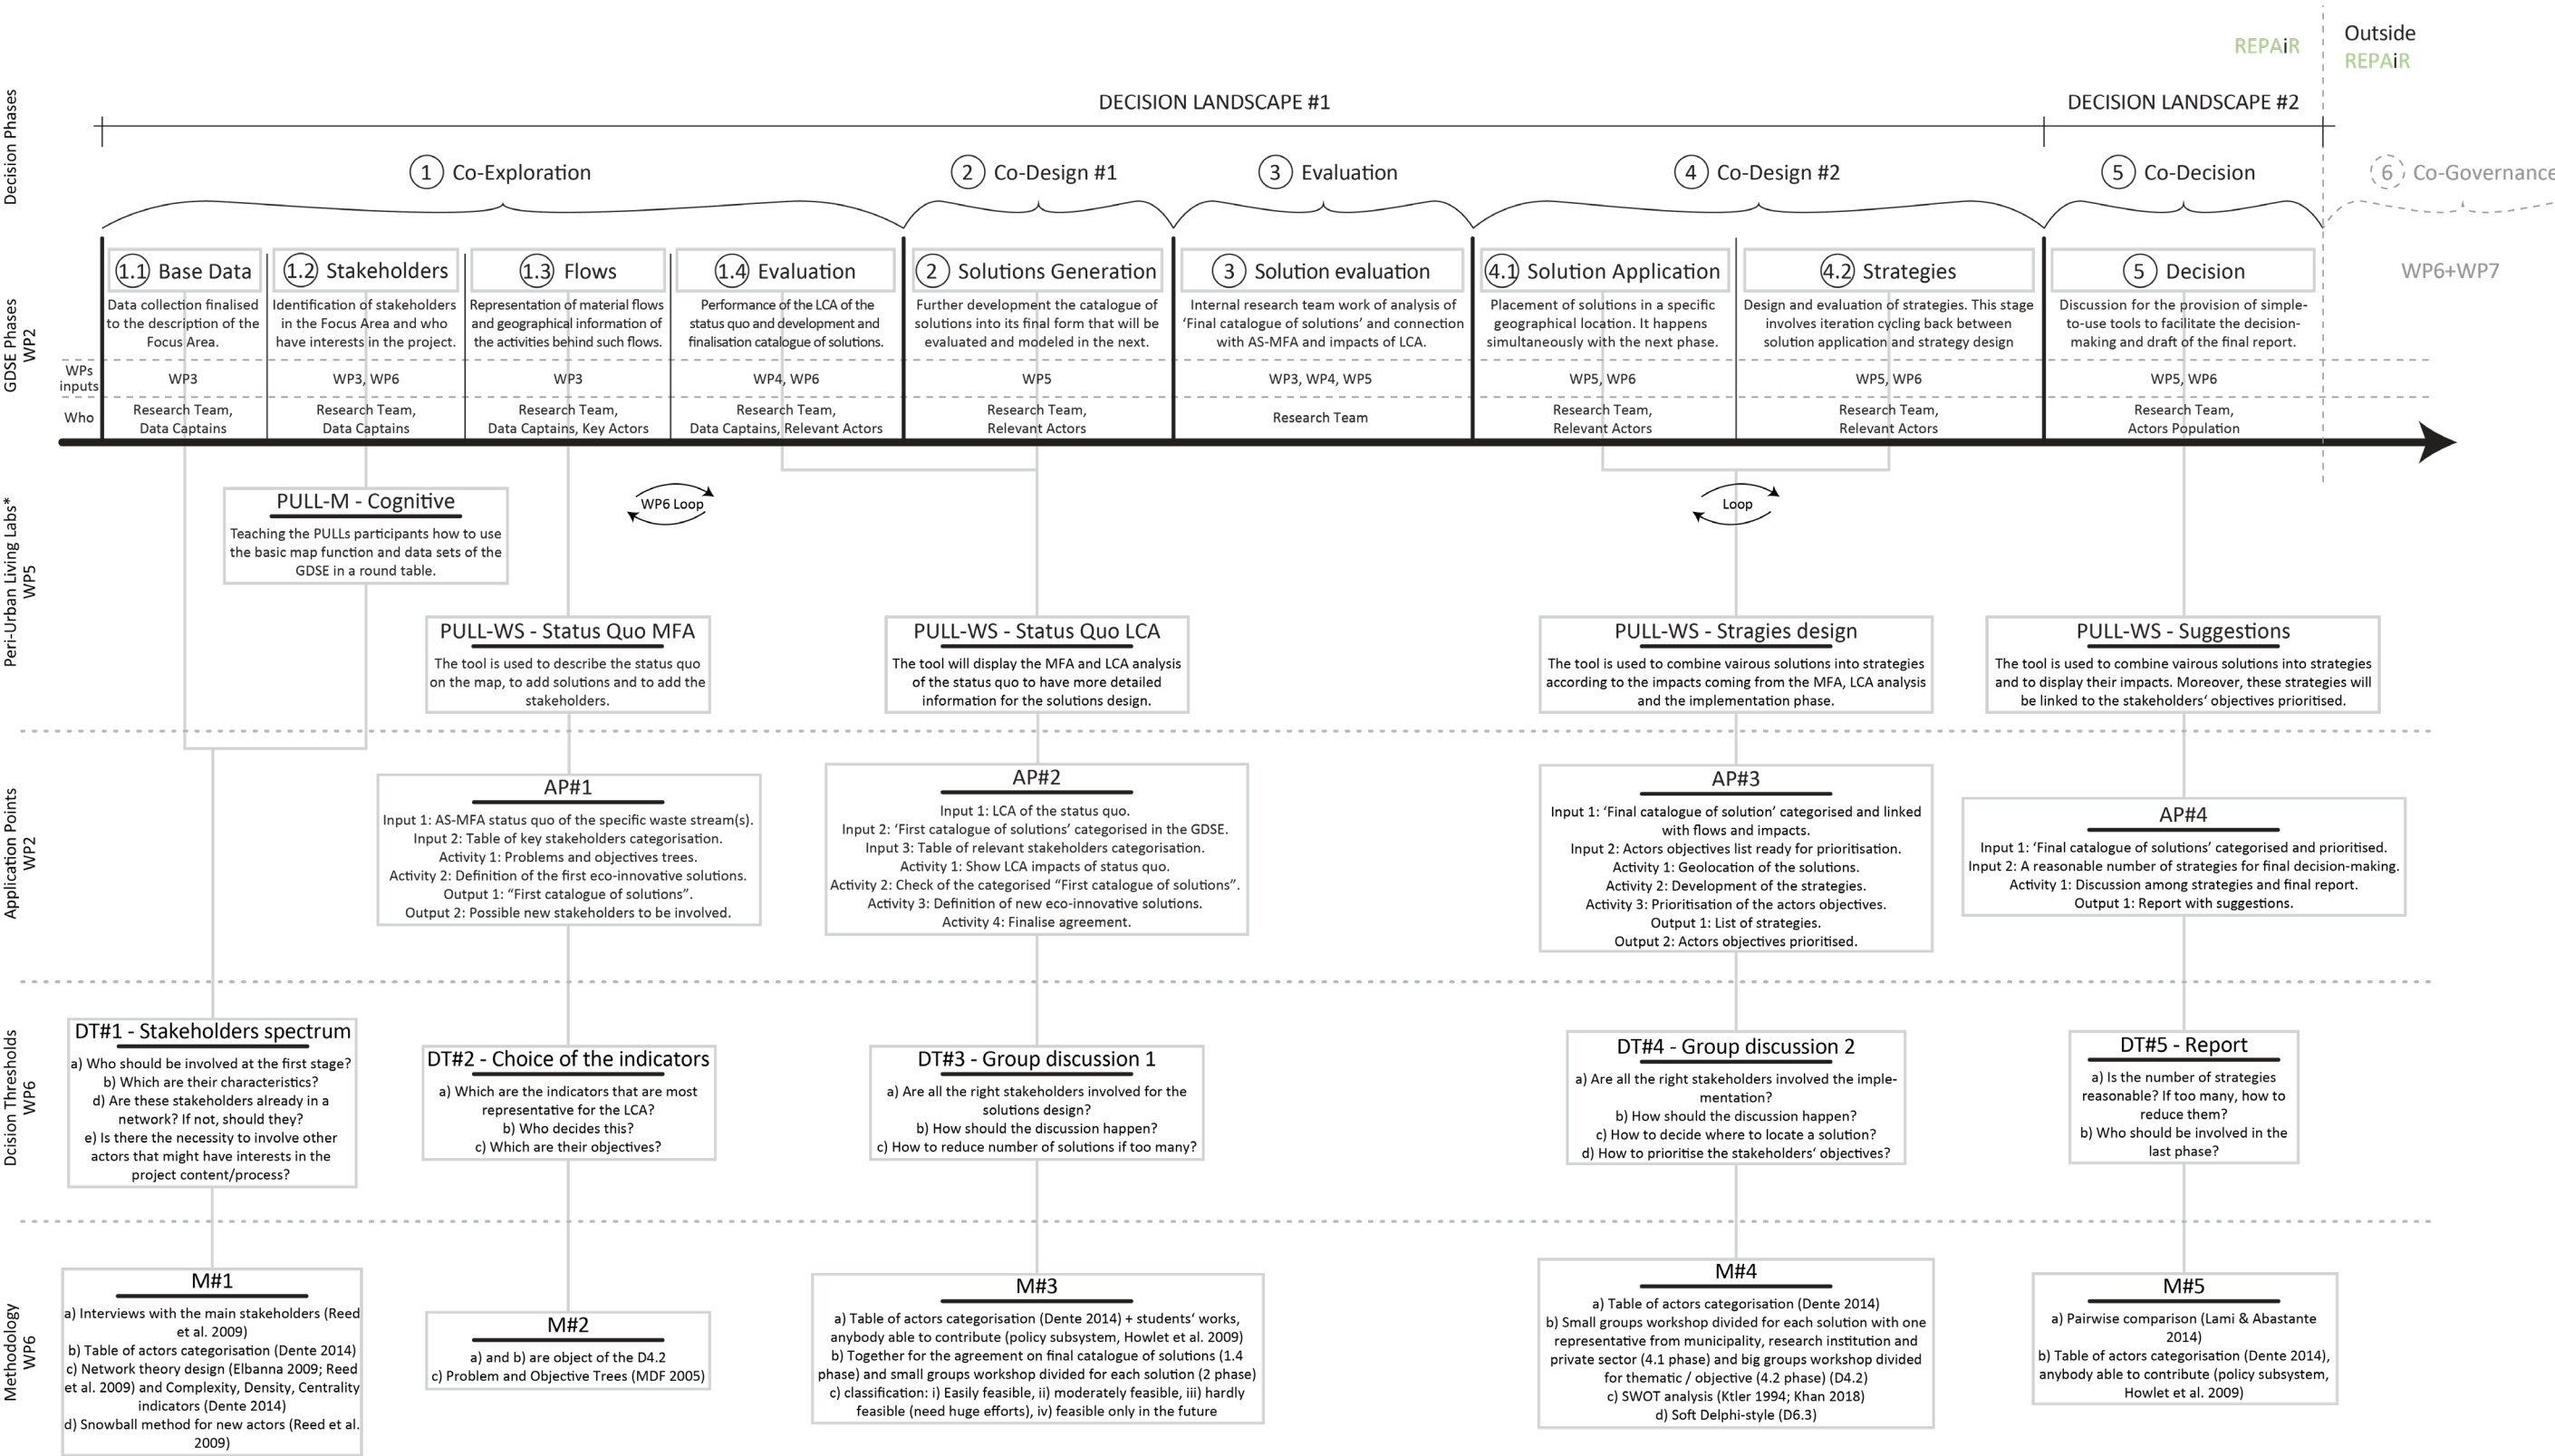 REPAiR
Outside
REPAiR
Decision Phases
DECISION LANDSCAPE #1
DECISION LANDSCAPE #2
1 Co-Exploration
2 Co-Design #1
3 Evaluation
4 Co-Design #2
5 Co-Decision
6 Co-Governance
GDSE Phases
WP2
1.1 Base Data
Data collection finalised
to the description of the
Focus Area.
1.2 Stakeholders
Identification of stakeholders
in the Focus Area and who
have interests in the project.
1.3 Flows
Representation of material flows
and geographical information of
the activities behind such flows.
1.4 Evaluation
Performance of the LCA of the
status quo and development and
finalisation catalogue of solutions.
2 Solutions Generation
Further development the catalogue of
solutions into its final form that will be
evaluated and modeled in the next.
3 Solution evaluation
Internal research team work of analysis of
‘Final catalogue of solutions’ and connection
with AS-MFA and impacts of LCA.
4.1 Solution Application
Placement of solutions in a specific
geographical location. It happens
simultaneously with the next phase.
4.2 Strategies
Design and evaluation of strategies. This stage
involves iteration cycling back between
solution application and strategy design
5 Decision
Discussion for the provision of simple-
to-use tools to facilitate the decision-
making and draft of the final report.
WP6+WP7
WPs
inputs
WP3
WP3, WP6
WP3
WP4, WP6
WP5
WP3, WP4, WP5
WP5, WP6
WP5, WP6
WP5, WP6
Who
Research Team,
Data Captains
Research Team,
Data Captains
Research Team,
Data Captains, Key Actors
Research Team,
Data Captains, Relevant Actors
Research Team,
Relevant Actors
Research Team
Research Team,
Relevant Actors
Research Team,
Relevant Actors
Research Team,
Actors Population
Peri-Urban Living Labs*
WP5
PULL-M - Cognitive
Teaching the PULLs participants how to use
the basic map function and data sets of the
GDSE in a round table.
WP6 Loop
Loop
PULL-WS - Status Quo MFA
The tool is used to describe the status quo
on the map, to add solutions and to add the
stakeholders.
PULL-WS - Status Quo LCA
The tool will display the MFA and LCA analysis
of the status quo to have more detailed
information for the solutions design.
PULL-WS - Stragies design
The tool is used to combine vairous solutions into strategies
according to the impacts coming from the MFA, LCA analysis
and the implementation phase.
PULL-WS - Suggestions
The tool is used to combine vairous solutions into strategies
and to display their impacts. Moreover, these strategies will
be linked to the stakeholders‘ objectives prioritised.
Application Points
WP2
AP#1
Input 1: AS-MFA status quo of the specific waste stream(s).
Input 2: Table of key stakeholders categorisation.
Activity 1: Problems and objectives trees.
Activity 2: Definition of the first eco-innovative solutions.
Output 1: “First catalogue of solutions”.
Output 2: Possible new stakeholders to be involved.
AP#2
Input 1: LCA of the status quo.
Input 2: ‘First catalogue of solutions’ categorised in the GDSE.
Input 3: Table of relevant stakeholders categorisation.
Activity 1: Show LCA impacts of status quo.
Activity 2: Check of the categorised “First catalogue of solutions”.
Activity 3: Definition of new eco-innovative solutions.
Activity 4: Finalise agreement.
AP#3
Input 1: ‘Final catalogue of solution’ categorised and linked
with flows and impacts.
Input 2: Actors objectives list ready for prioritisation.
Activity 1: Geolocation of the solutions.
Activity 2: Development of the strategies.
Activity 3: Prioritisation of the actors objectives.
Output 1: List of strategies.
Output 2: Actors objectives prioritised.
AP#4
Input 1: ‘Final catalogue of solutions’ categorised and prioritised.
Input 2: A reasonable number of strategies for final decision-making.
Activity 1: Discussion among strategies and final report.
Output 1: Report with suggestions.
Dcision Thresholds
WP6
DT#1 - Stakeholders spectrum
a) Who should be involved at the first stage?
b) Which are their characteristics?
d) Are these stakeholders already in a
network? If not, should they?
e) Is there the necessity to involve other
actors that might have interests in the
project content/process?
DT#2 - Choice of the indicators
a) Which are the indicators that are most
representative for the LCA?
b) Who decides this?
c) Which are their objectives?
DT#3 - Group discussion 1
a) Are all the right stakeholders involved for the
solutions design?
b) How should the discussion happen?
c) How to reduce number of solutions if too many?
DT#4 - Group discussion 2
a) Are all the right stakeholders involved the imple-
mentation?
b) How should the discussion happen?
c) How to decide where to locate a solution?
d) How to prioritise the stakeholders‘ objectives?
DT#5 - Report
a) Is the number of strategies
reasonable? If too many, how to
reduce them?
b) Who should be involved in the
last phase?
Methodology
WP6
M#1
a) Interviews with the main stakeholders (Reed
et al. 2009)
b) Table of actors categorisation (Dente 2014)
c) Network theory design (Elbanna 2009; Reed
et al. 2009) and Complexity, Density, Centrality
indicators (Dente 2014)
d) Snowball method for new actors (Reed et al.
2009)
M#2
a) and b) are object of the D4.2
c) Problem and Objective Trees (MDF 2005)
M#3
a) Table of actors categorisation (Dente 2014) + students‘ works,
anybody able to contribute (policy subsystem, Howlet et al. 2009)
b) Together for the agreement on final catalogue of solutions (1.4
phase) and small groups workshop divided for each solution (2 phase)
c) classification: i) Easily feasible, ii) moderately feasible, iii) hardly
feasible (need huge efforts), iv) feasible only in the future
M#4
a) Table of actors categorisation (Dente 2014)
b) Small groups workshop divided for each solution with one
representative from municipality, research institution and
private sector (4.1 phase) and big groups workshop divided
for thematic / objective (4.2 phase) (D4.2)
c) SWOT analysis (Ktler 1994; Khan 2018)
d) Soft Delphi-style (D6.3)
M#5
a) Pairwise comparison (Lami & Abastante
2014)
b) Table of actors categorisation (Dente 2014),
anybody able to contribute (policy subsystem,
Howlet et al. 2009)